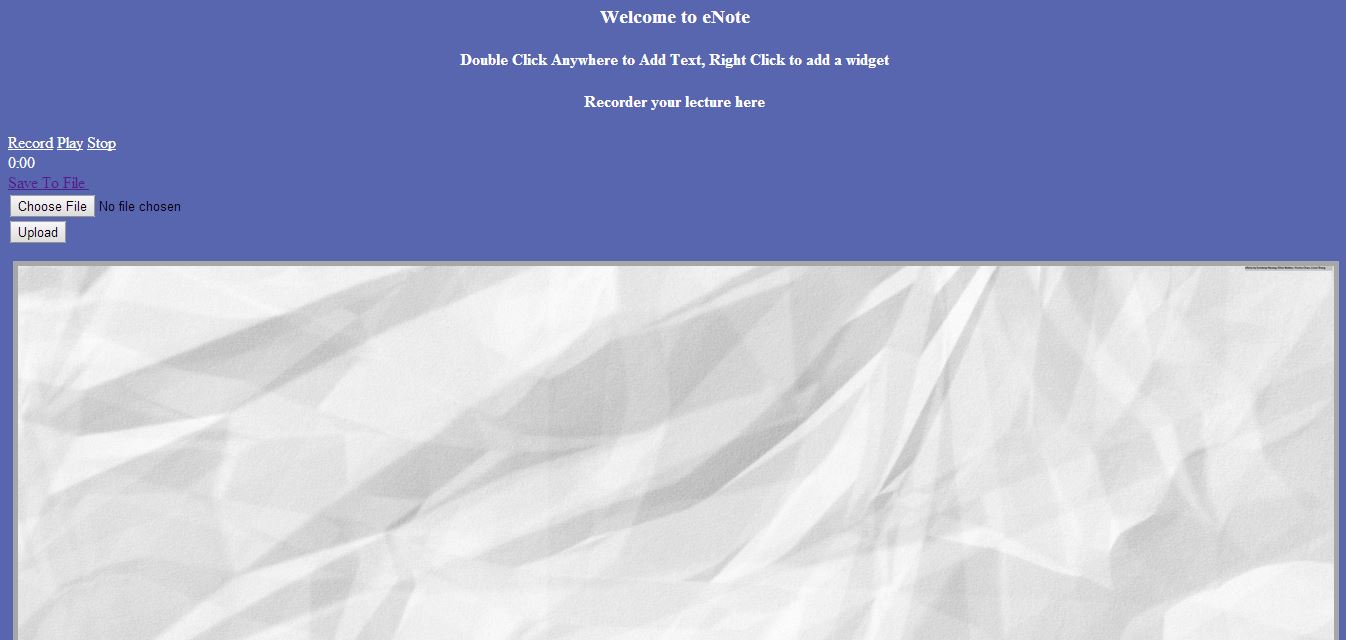 Welcome to eNote
Double Click Anywhere to Add Text, Right Click to add a widget
Recorder your lecture here
Record Play Stop
0:00
Save To File
Choose File No file chosen
Upload